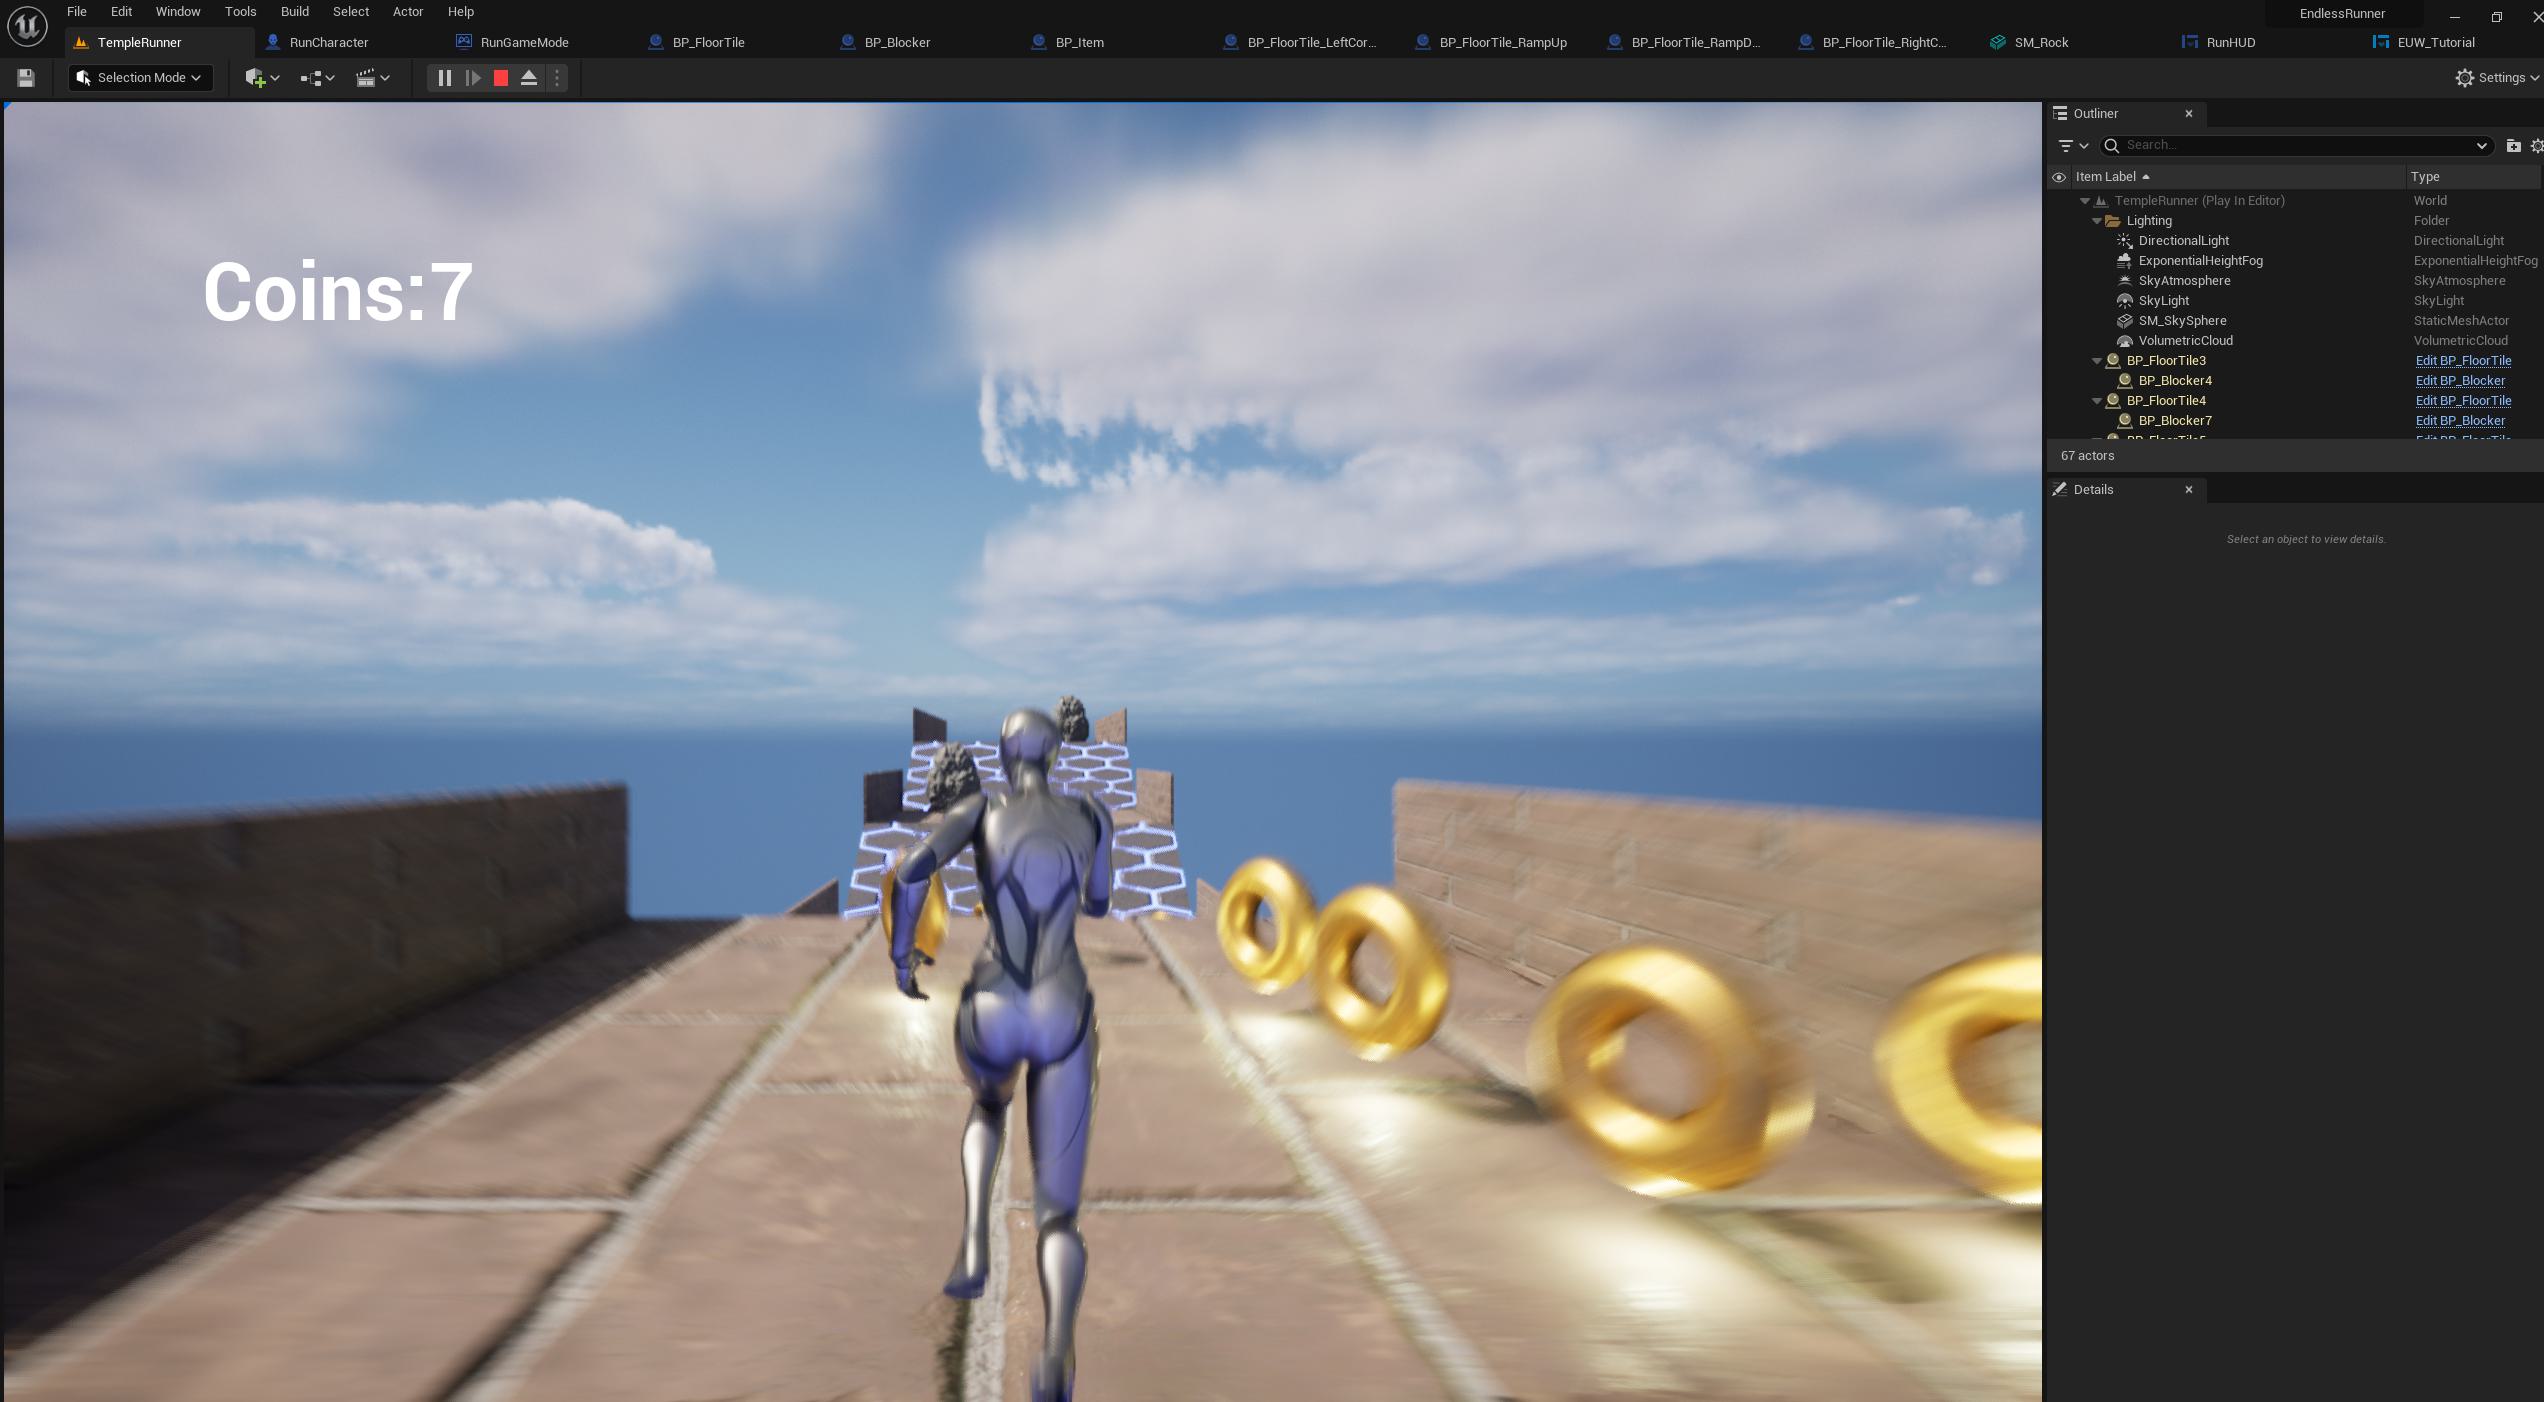 File Edit Window Tools Build Select Actor Help
EndlessRunner
TempleRunner RunCharacter RunGameMode BP_FloorTile BP_Blocker BP_Item BP_FloorTile_LeftCor... BP_FloorTile_RampUp BP_FloorTile_RampD... BP_FloorTile_RightC... SM_Rock RunHUD EUW_Tutorial
Selection Mode Settings
Coins:7
Outliner
Search...
Item Label Type
TempleRunner (Play In Editor) World
Lighting Folder
DirectionalLight DirectionalLight
ExponentialHeightFog ExponentialHeightFog
SkyAtmosphere SkyAtmosphere
SkyLight SkyLight
SM_SkySphere StaticMeshActor
VolumetricCloud VolumetricCloud
BP_FloorTile3 Edit BP_FloorTile
BP_Blocker4 Edit BP_Blocker
BP_FloorTile4 Edit BP_FloorTile
BP_Blocker7 Edit BP_Blocker
67 actors
Details
Select an object to view details.